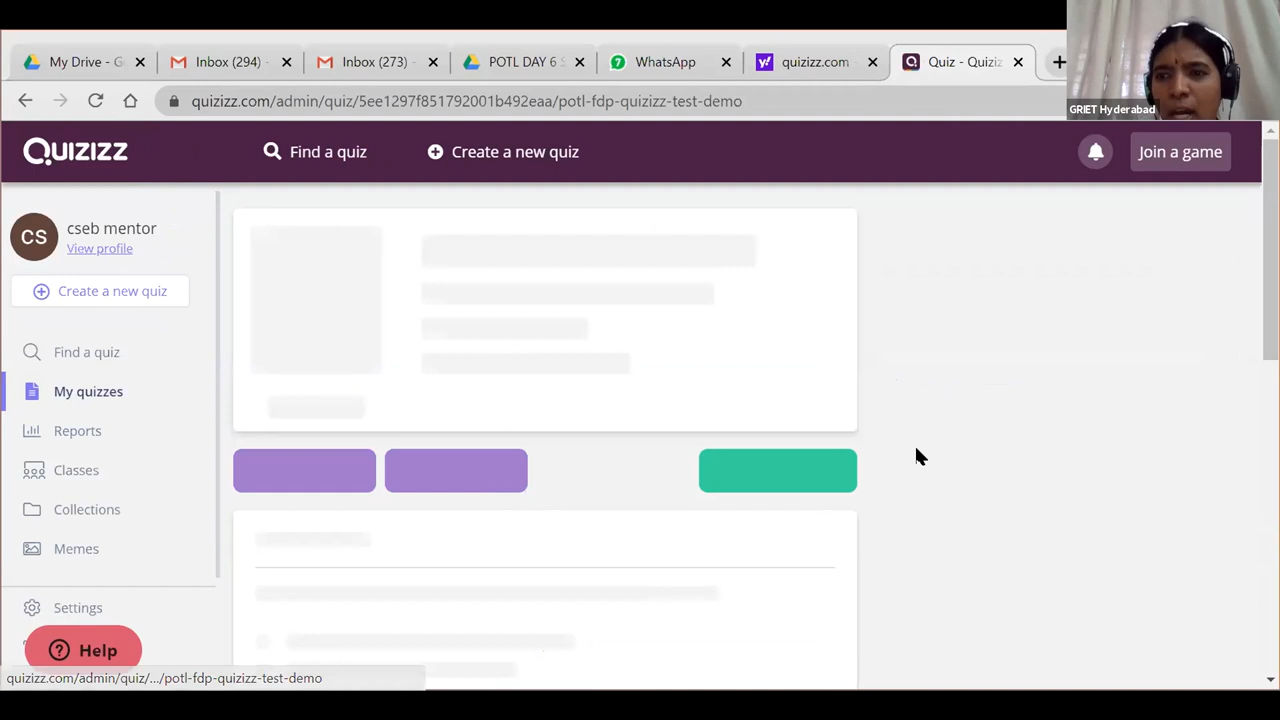 My Drive - G
Inbox (294) -
Inbox (273) -
POTL DAY 6 S
WhatsApp
quizizz.com -
Quiz - Quiziz
GRIET Hyderabad
quizizz.com/admin/quiz/5ee1297f851792001b492eaa/potl-fdp-quizizz-test-demo
Quizizz
Find a quiz
Create a new quiz
Join a game
CS
cseb mentor
View profile
Create a new quiz
Find a quiz
My quizzes
Reports
Classes
Collections
Memes
Settings
Help
quizizz.com/admin/quiz/.../potl-fdp-quizizz-test-demo